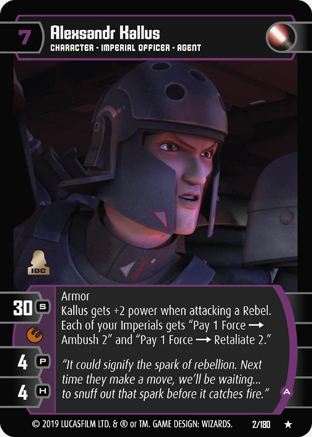 7
Alexsandr Kallus
CHARACTER - IMPERIAL OFFICER - AGENT
IDC
30 S
Armor
Kallus gets +2 power when attacking a Rebel.
Each of your Imperials gets “Pay 1 Force →
Ambush 2” and “Pay 1 Force → Retaliate 2.”
4 P
“It could signify the spark of rebellion. Next
time they make a move, we’ll be waiting...
to snuff out that spark before it catches fire.”
4 H
A
© 2019 LUCASFILM LTD. & ® or TM. GAME DESIGN: WIZARDS.
2/180